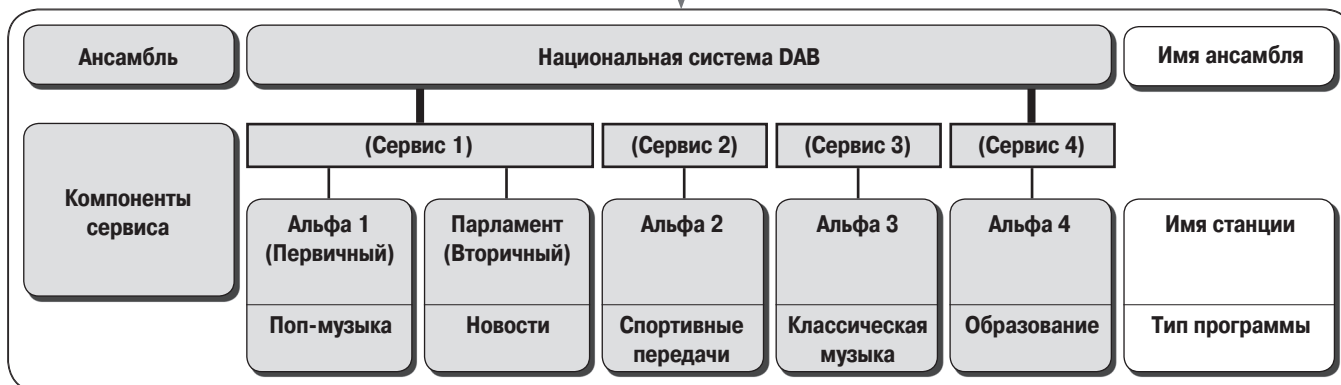 Ансамбль
Национальная система DAB
Имя ансамбля
(Сервис 1)
(Сервис 2)
(Сервис 3)
(Сервис 4)
Компоненты
сервиса
Альфа 1
(Первичный)
Парламент
(Вторичный)
Альфа 2
Альфа 3
Альфа 4
Имя станции
Поп-музыка
Новости
Спортивные
передачи
Классическая
музыка
Образование
Тип программы